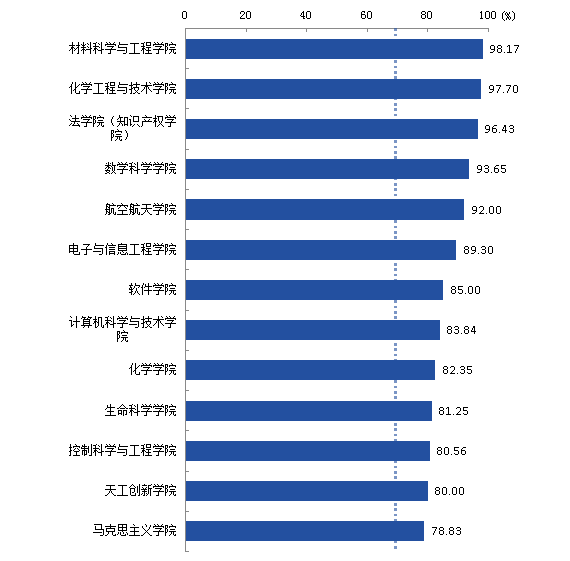 0 20 40 60 80 100 (%)
材料科学与工程学院 98.17
化学工程与技术学院 97.70
法学院（知识产权学
院） 96.43
数学科学学院 93.65
航空航天学院 92.00
电子与信息工程学院 89.30
软件学院 85.00
计算机科学与技术学
院 83.84
化学学院 82.35
生命科学学院 81.25
控制科学与工程学院 80.56
天工创新学院 80.00
马克思主义学院 78.83